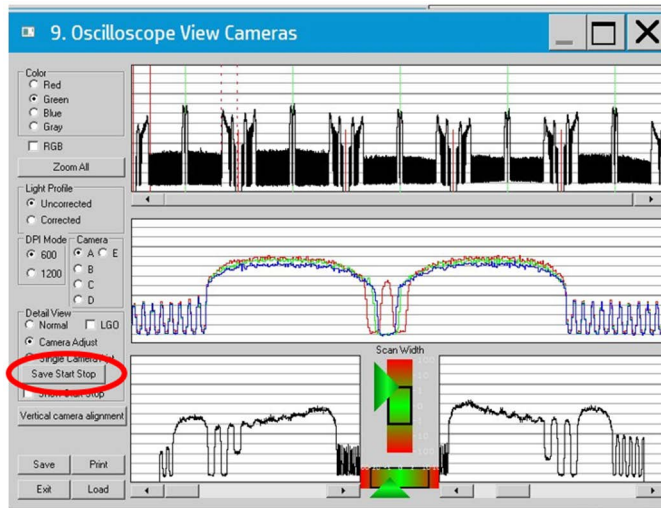 9. Oscilloscope View Cameras
Color
Red
Green
Blue
Gray
RGB
Zoom All
Light Profile
Uncorrected
Corrected
DPI Mode
600
1200
Camera
A E
B
C
D
Detail View
Normal LGO
Camera Adjust
Single Camera
Save Start Stop
Vertical camera alignment
Save Print
Exit Load
Scan Width